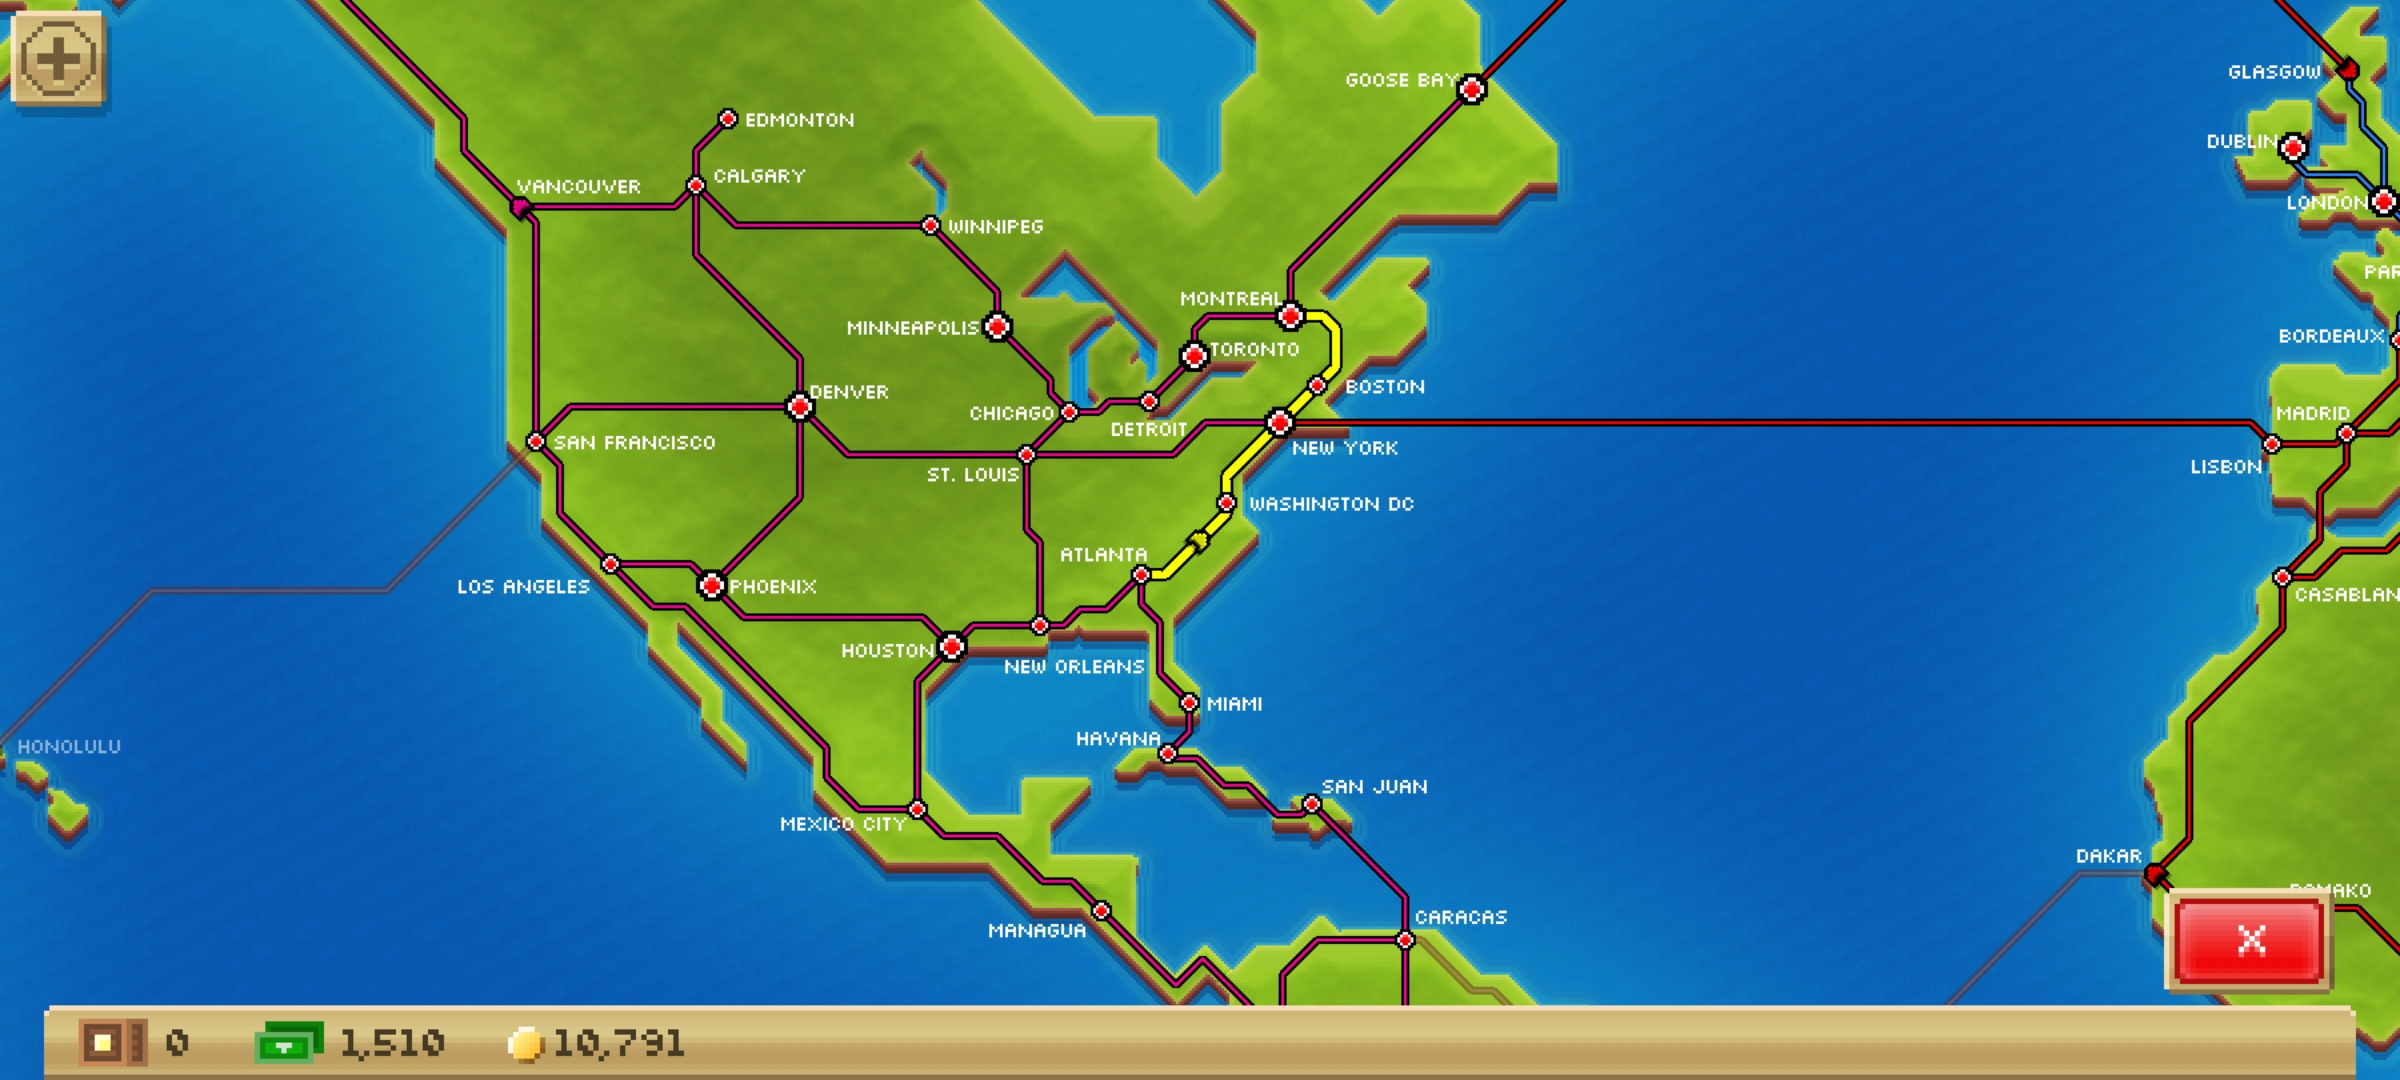 GOOSE BAY
GLASGOW
EDMONTON
DUBLIN
CALGARY
VANCOUVER
LONDON
WINNIPEG
MONTREAL
MINNEAPOLIS
TORONTO
BORDEAUX
DENVER
BOSTON
CHICAGO
MADRID
DETROIT
SAN FRANCISCO
NEW YORK
ST. LOUIS
LISBON
WASHINGTON DC
ATLANTA
LOS ANGELES
PHOENIX
CASABLAN
HOUSTON
NEW ORLEANS
MIAMI
HAVANA
HONOLULU
SAN JUAN
MEXICO CITY
DAKAR
CARACAS
MANAGUA
0 1,510 10,791